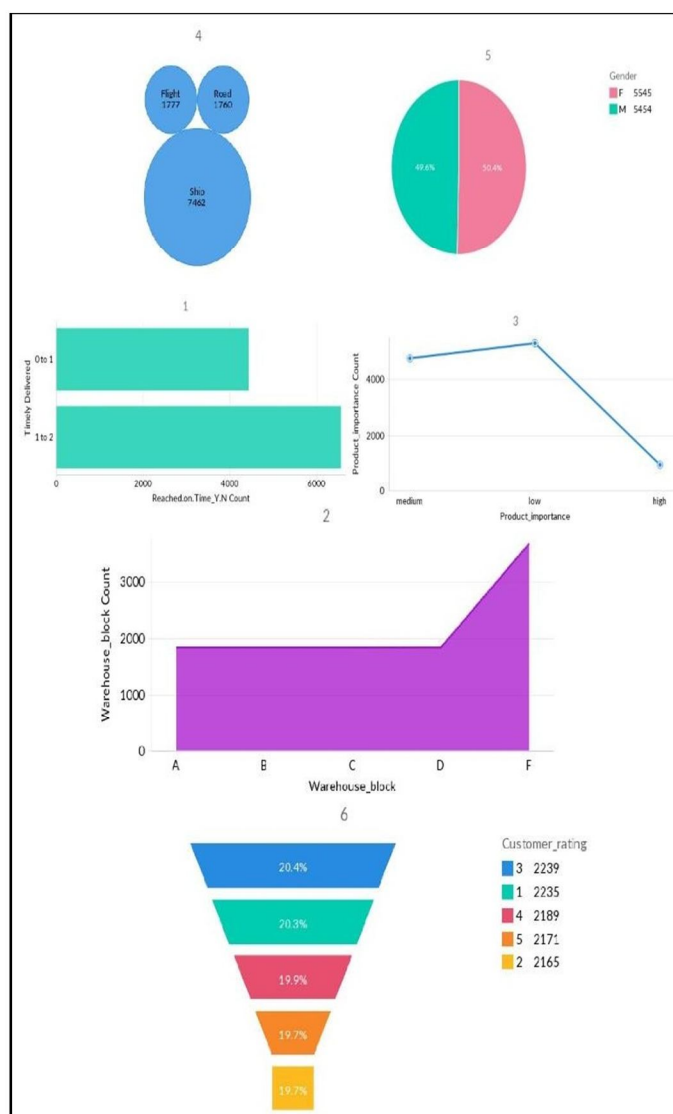 4
Flight
1777
Road
1760
Ship
7462
5
Gender
F 5545
M 5454
49.6%
50.4%
1
Timely Delivered
0 to 1
1 to 2
0
2000
4000
6000
Reached.on.Time_Y.N Count
3
Product_importance Count
4000
2000
0
medium
low
high
Product_importance
2
Warehouse_block Count
3000
2000
1000
0
A
B
C
D
F
Warehouse_block
6
20.4%
20.3%
19.9%
19.7%
19.7%
Customer_rating
3 2239
1 2235
4 2189
5 2171
2 2165